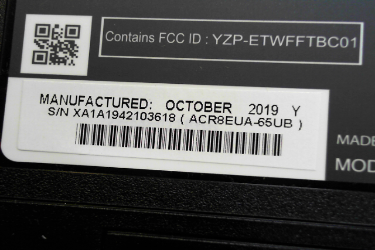 Contains FCC ID : YZP-ETWFFTBC01
MANUFACTURED: OCTOBER 2019 Y
S/N XA1A1942103618 ( ACR8EUA-65UB )
MADE
MOD